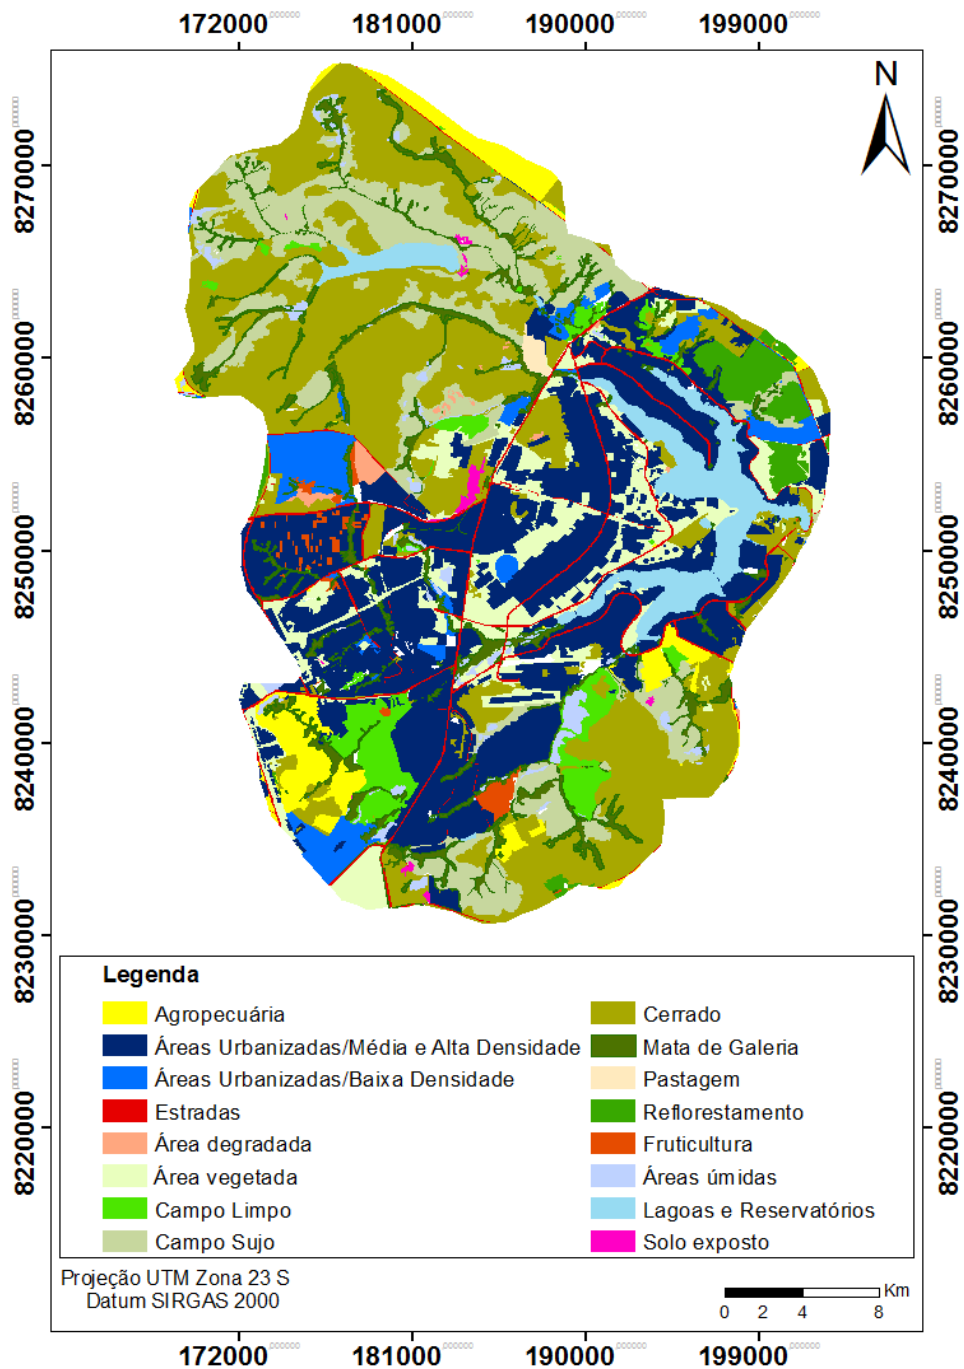 172000 181000 190000 199000
N
8270000 8270000
8260000 8260000
8250000 8250000
8240000 8240000
8230000 8230000
8220000 8220000
Legenda
Agropecuária
Áreas Urbanizadas/Média e Alta Densidade
Áreas Urbanizadas/Baixa Densidade
Estradas
Área degradada
Área vegetada
Campo Limpo
Campo Sujo
Cerrado
Mata de Galeria
Pastagem
Reflorestamento
Fruticultura
Áreas úmidas
Lagoas e Reservatórios
Solo exposto
Projeção UTM Zona 23 S
Datum SIRGAS 2000
Km
0 2 4 8
172000 181000 190000 199000